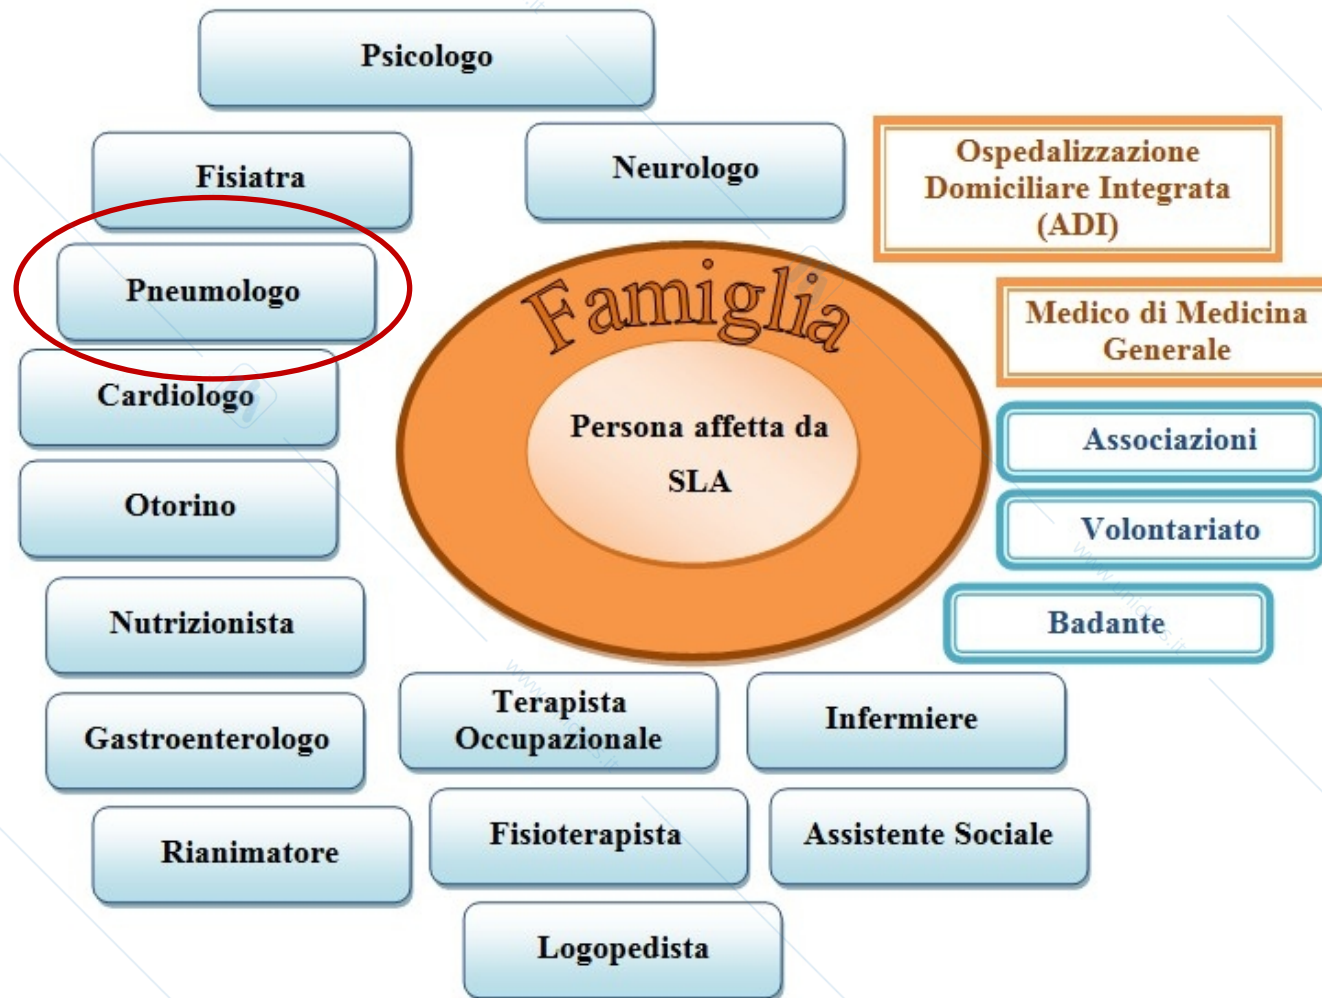 Psicologo
Fisiatra
Neurologo
Ospedalizzazione
Domiciliare Integrata
(ADI)
Pneumologo
Famiglia
Medico di Medicina
Generale
Cardiologo
Persona affetta da
SLA
Associazioni
Otorino
Volontariato
Nutrizionista
Badante
Gastroenterologo
Terapista
Occupazionale
Infermiere
Rianimatore
Fisioterapista
Assistente Sociale
Logopedista